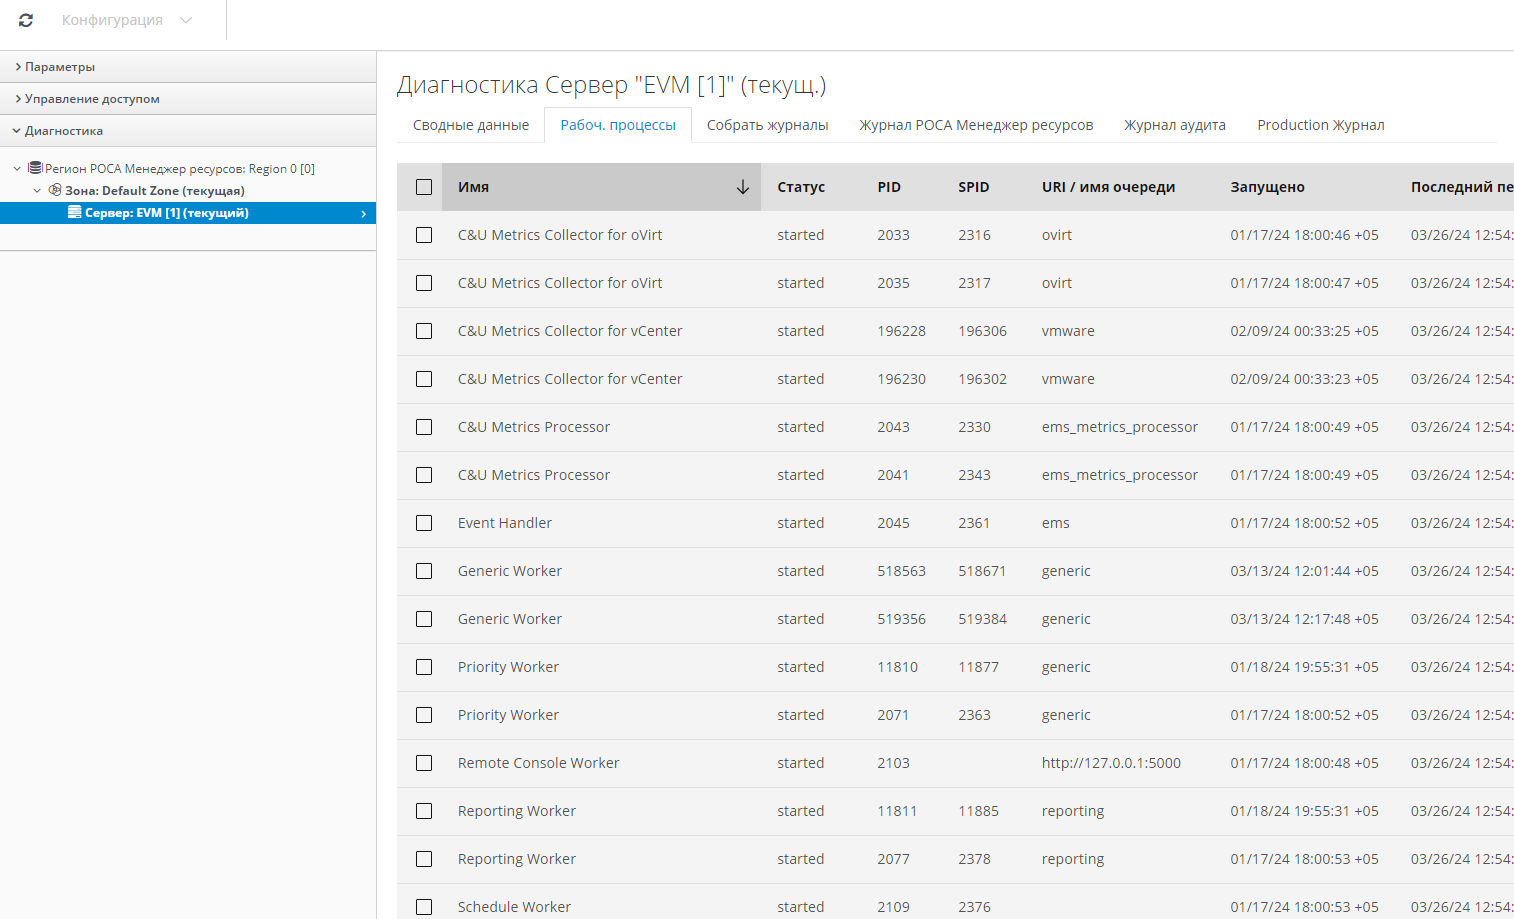 Конфигурация
Параметры
Управление доступом
Диагностика
Регион РОСА Менеджер ресурсов: Region 0 [0]
Зона: Default Zone (текущая)
Сервер: EVM [1] (текущий)
Диагностика Сервер "EVM [1]" (текущ.)
Сводные данные Рабоч. процессы Собрать журналы Журнал РОСА Менеджер ресурсов Журнал аудита Production Журнал
Имя Статус PID SPID URI / имя очереди Запущено Последний пе
C&U Metrics Collector for oVirt started 2033 2316 ovirt 01/17/24 18:00:46 +05 03/26/24 12:54:
C&U Metrics Collector for oVirt started 2035 2317 ovirt 01/17/24 18:00:47 +05 03/26/24 12:54:
C&U Metrics Collector for vCenter started 196228 196306 vmware 02/09/24 00:33:25 +05 03/26/24 12:54:
C&U Metrics Collector for vCenter started 196230 196302 vmware 02/09/24 00:33:23 +05 03/26/24 12:54:
C&U Metrics Processor started 2043 2330 ems_metrics_processor 01/17/24 18:00:49 +05 03/26/24 12:54:
C&U Metrics Processor started 2041 2343 ems_metrics_processor 01/17/24 18:00:49 +05 03/26/24 12:54:
Event Handler started 2045 2361 ems 01/17/24 18:00:52 +05 03/26/24 12:54:
Generic Worker started 518563 518671 generic 03/13/24 12:01:44 +05 03/26/24 12:54:
Generic Worker started 519356 519384 generic 03/13/24 12:17:48 +05 03/26/24 12:54:
Priority Worker started 11810 11877 generic 01/18/24 19:55:31 +05 03/26/24 12:54:
Priority Worker started 2071 2363 generic 01/17/24 18:00:52 +05 03/26/24 12:54:
Remote Console Worker started 2103 http://127.0.0.1:5000 01/17/24 18:00:48 +05 03/26/24 12:54:
Reporting Worker started 11811 11885 reporting 01/18/24 19:55:31 +05 03/26/24 12:54:
Reporting Worker started 2077 2378 reporting 01/17/24 18:00:53 +05 03/26/24 12:54:
Schedule Worker started 2109 2376 01/17/24 18:00:53 +05 03/26/24 12:54: